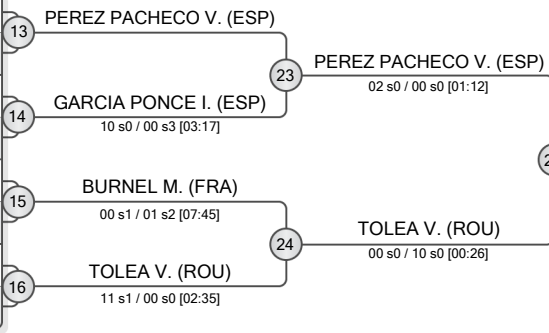 13
PEREZ PACHECO V. (ESP)
23
PEREZ PACHECO V. (ESP)
02 s0 / 00 s0 [01:12]
14
GARCIA PONCE I. (ESP)
10 s0 / 00 s3 [03:17]
15
BURNEL M. (FRA)
00 s1 / 01 s2 [07:45]
24
TOLEA V. (ROU)
00 s0 / 10 s0 [00:26]
16
TOLEA V. (ROU)
11 s1 / 00 s0 [02:35]